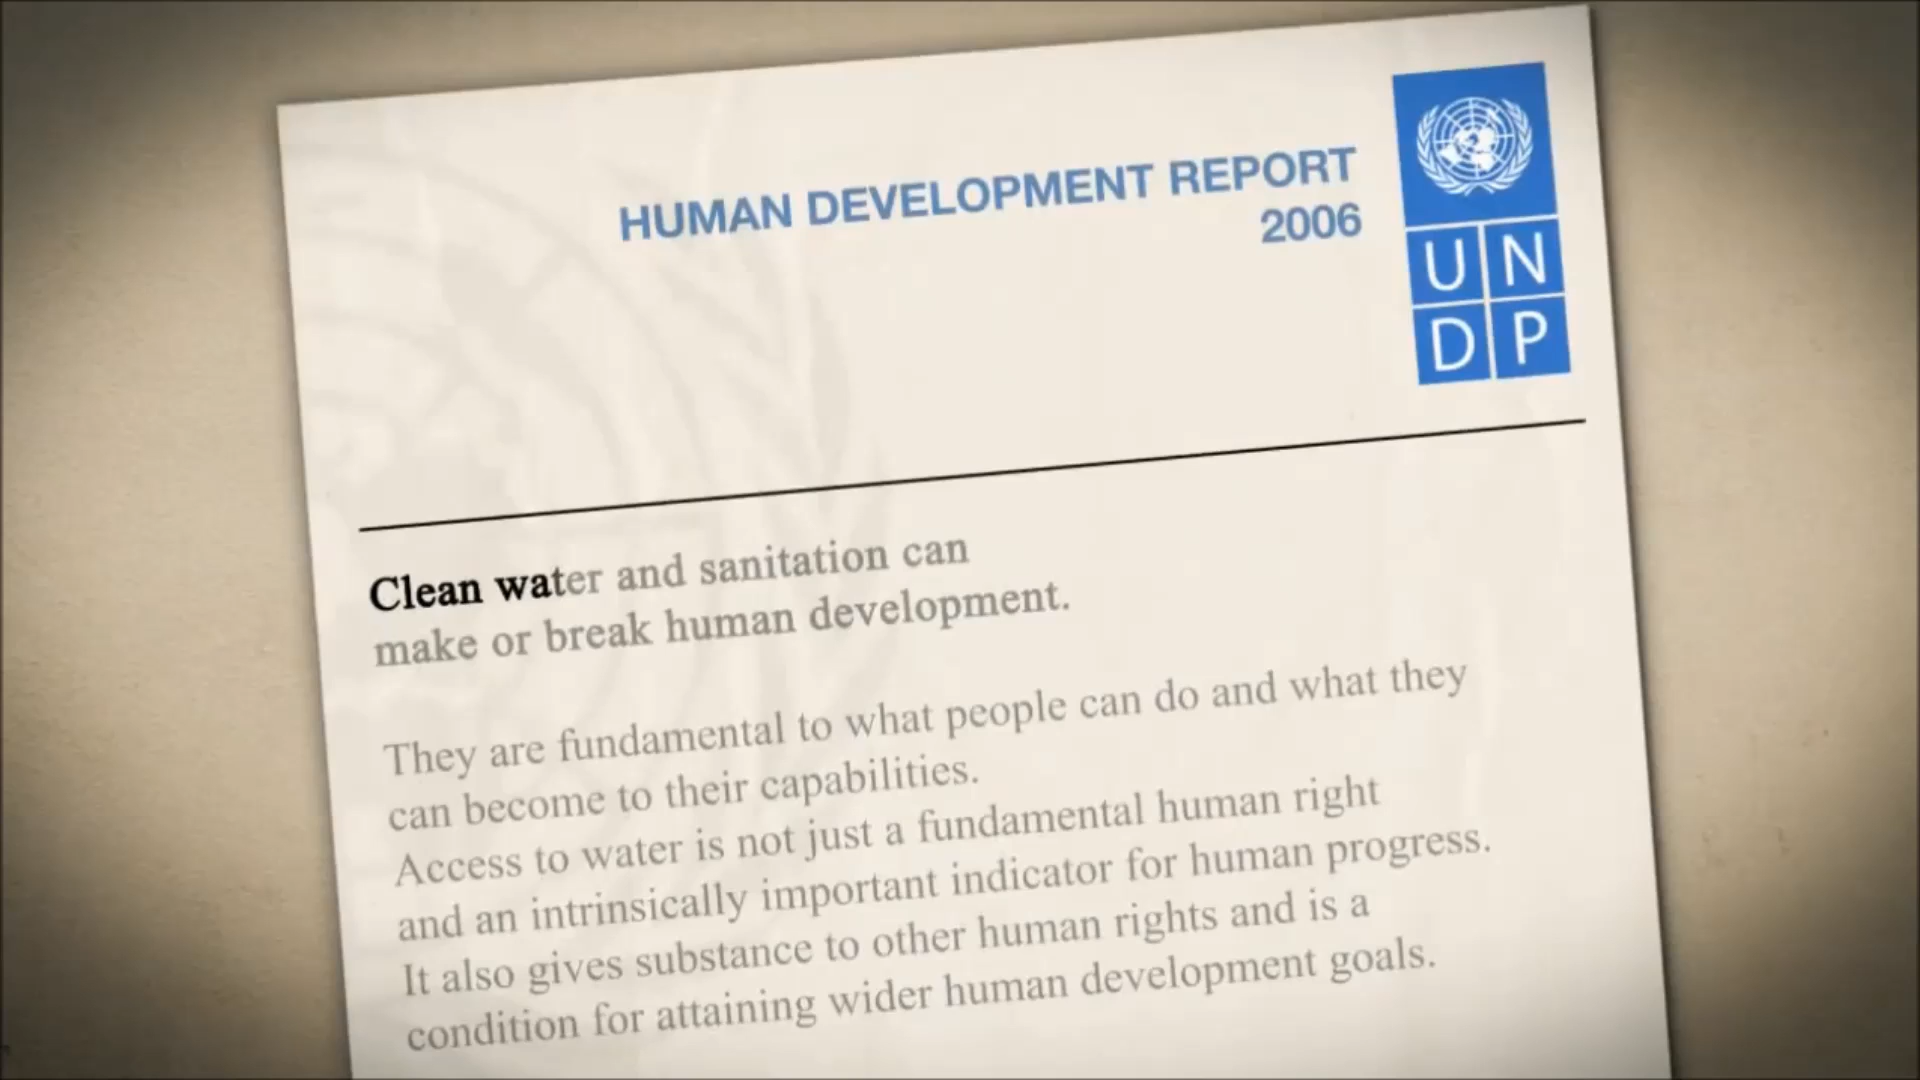 HUMAN DEVELOPMENT REPORT
2006
U N
D P
Clean water and sanitation can
make or break human development.
They are fundamental to what people can do and what they
can become to their capabilities.
Access to water is not just a fundamental human right
and an intrinsically important indicator for human progress.
It also gives substance to other human rights and is a
condition for attaining wider human development goals.